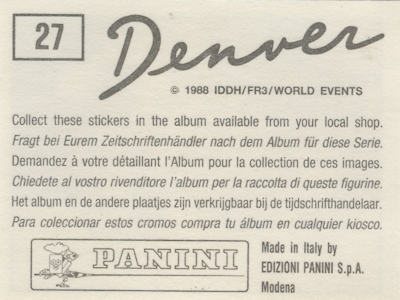 27
Denver
© 1988 IDDH/FR3/WORLD EVENTS
Collect these stickers in the album available from your local shop.
Fragt bei Eurem Zeitschriftenhändler nach dem Album für diese Serie.
Demandez à votre détaillant l'Album pour la collection de ces images.
Chiedete al vostro rivenditore l'album per la raccolta di queste figurine.
Het album en de andere plaatjes zijn verkrijgbaar bij de tijdschrifthandelaar.
Para coleccionar estos cromos compra tu álbum en cualquier kiosco.
PANINI
Made in Italy by
EDIZIONI PANINI S.p.A.
Modena